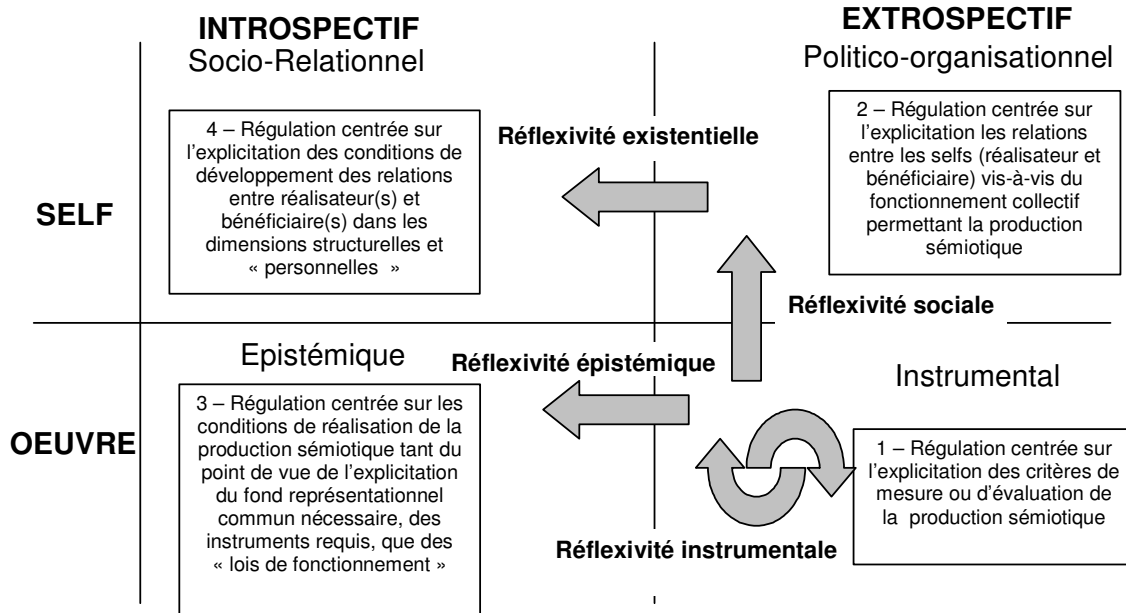 INTROSPECTIF
Socio-Relationnel
EXTROSPECTIF
Politico-organisationnel
SELF
4 – Régulation centrée sur
l'explicitation des conditions de
développement des relations
entre réalisateur(s) et
bénéficiaire(s) dans les
dimensions structurelles et
« personnelles »
Réflexivité existentielle
2 – Régulation centrée sur
l'explicitation les relations
entre les selfs (réalisateur et
bénéficiaire) vis-à-vis du
fonctionnement collectif
permettant la production
sémiotique
Réflexivité sociale
OEUVRE
Epistémique
3 – Régulation centrée sur les
conditions de réalisation de la
production sémiotique tant du
point de vue de l'explicitation
du fond représentationnel
commun nécessaire, des
instruments requis, que des
« lois de fonctionnement »
Réflexivité épistémique
Instrumental
1 – Régulation centrée sur
l'explicitation des critères de
mesure ou d'évaluation de
la production sémiotique
Réflexivité instrumentale